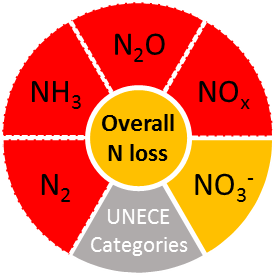 N₂O
NH₃
NOₓ
Overall
N loss
N₂
NO₃⁻
UNECE
Categories